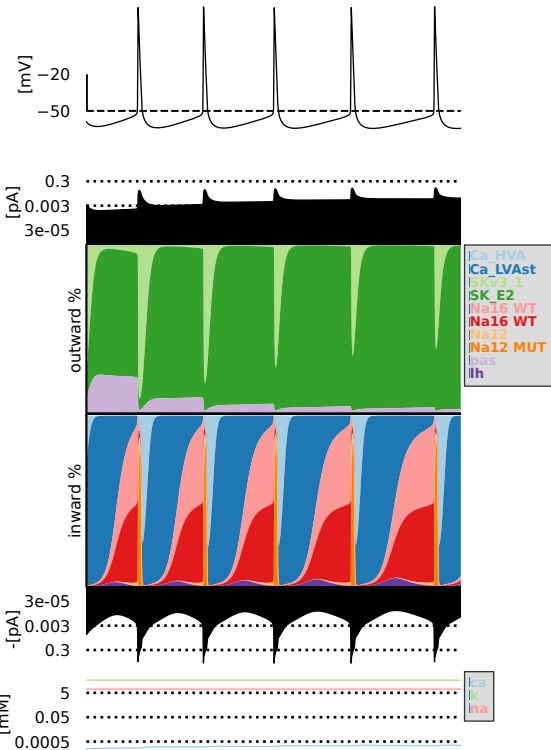 [mV]
−20
−50
[pA]
0.3
0.003
3e-05
outward %
Ca_HVA
Ca_LVAst
SKv3_1
SK_E2
Na16 WT
Na16 WT
Na12
Na12 MUT
pas
Ih
inward %
-[pA]
3e-05
0.003
0.3
[mM]
5
0.05
0.0005
ca
k
na